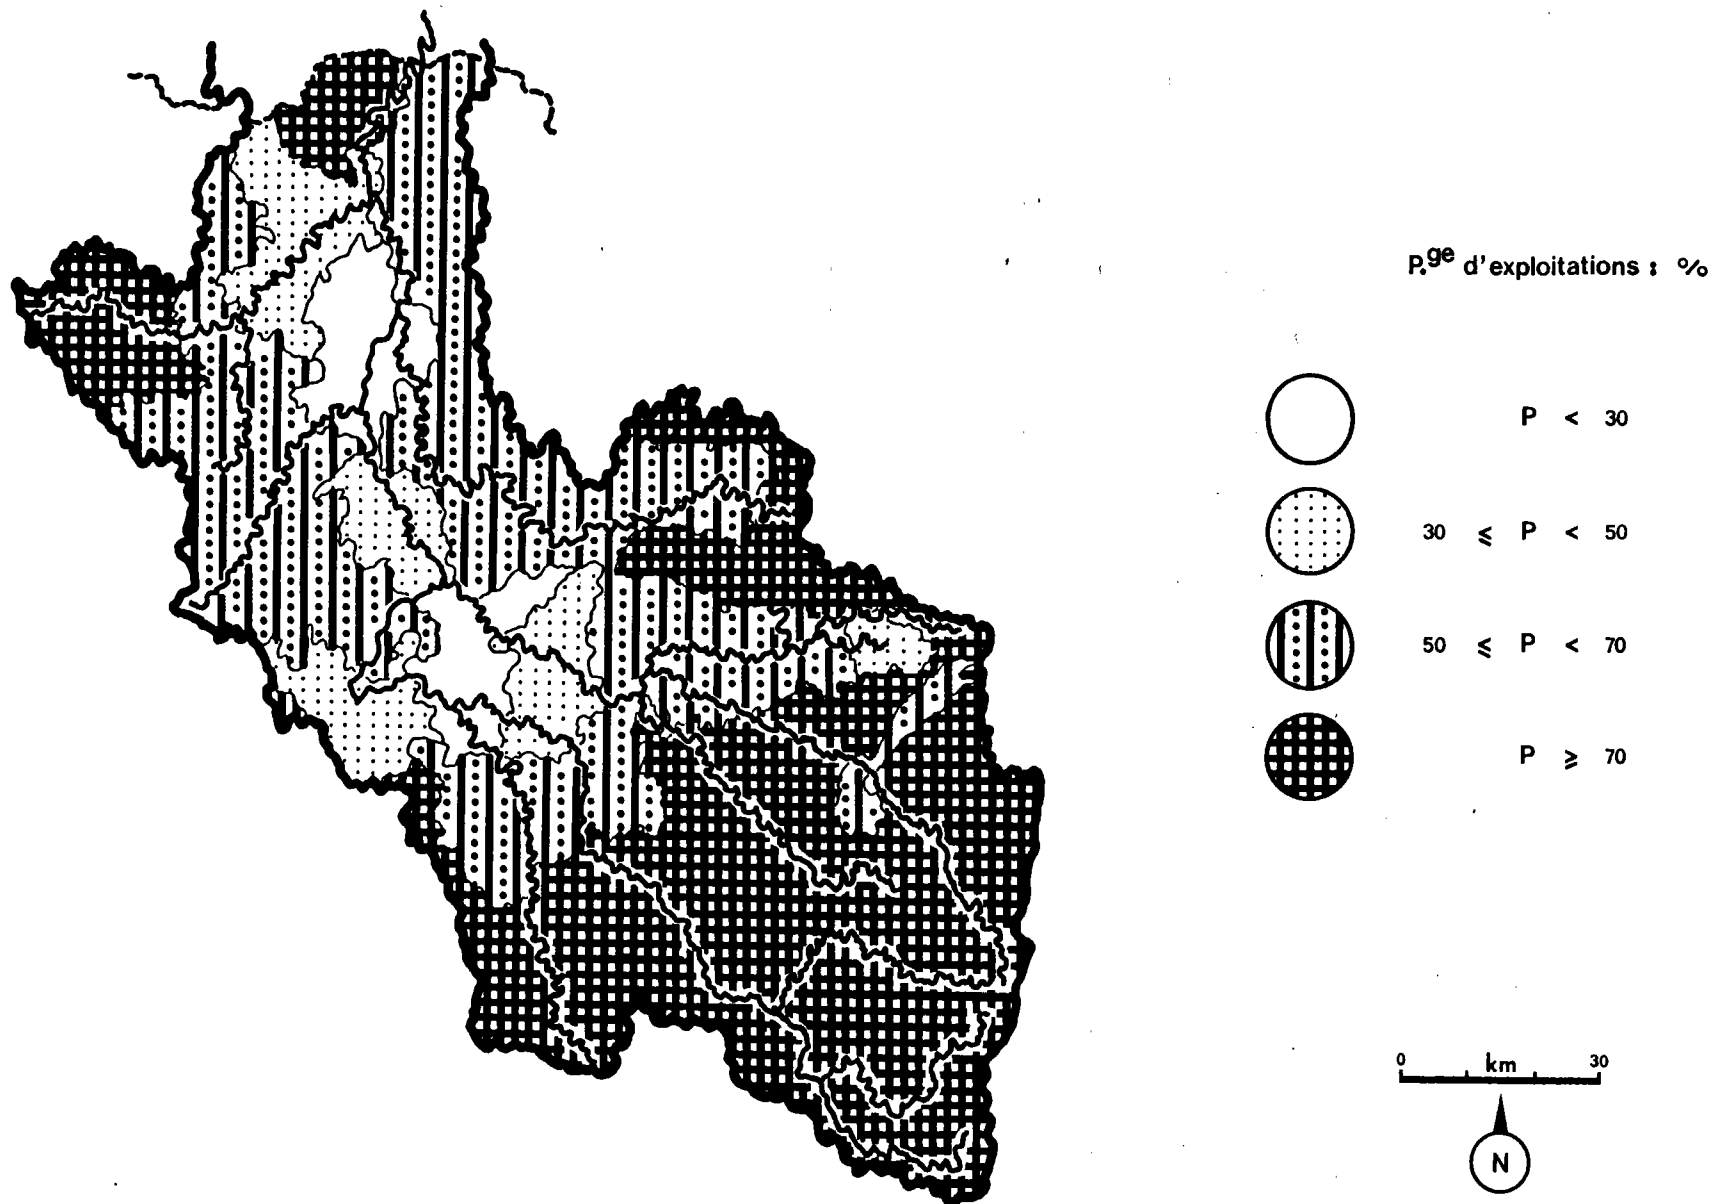 P.ge d'exploitations : %
P < 30
30 ⩽ P < 50
50 ⩽ P < 70
P ⩾ 70
0 km 30
N